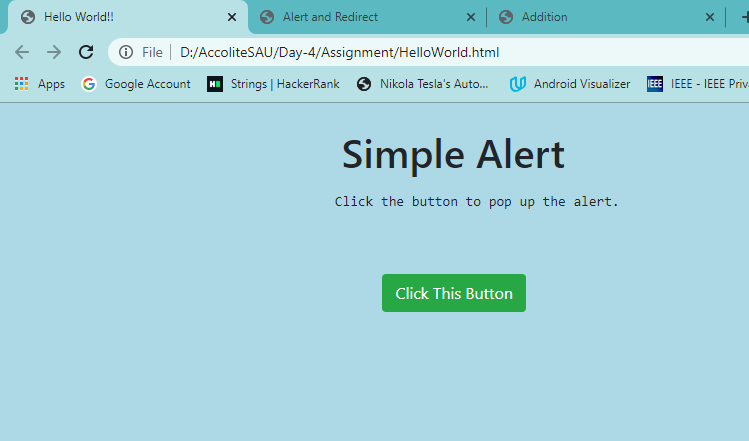 Hello World!! Alert and Redirect Addition
File D:/AccoliteSAU/Day-4/Assignment/HelloWorld.html
Apps Google Account Strings | HackerRank Nikola Tesla's Auto... Android Visualizer IEEE IEEE - IEEE Priv
Simple Alert
Click the button to pop up the alert.
Click This Button